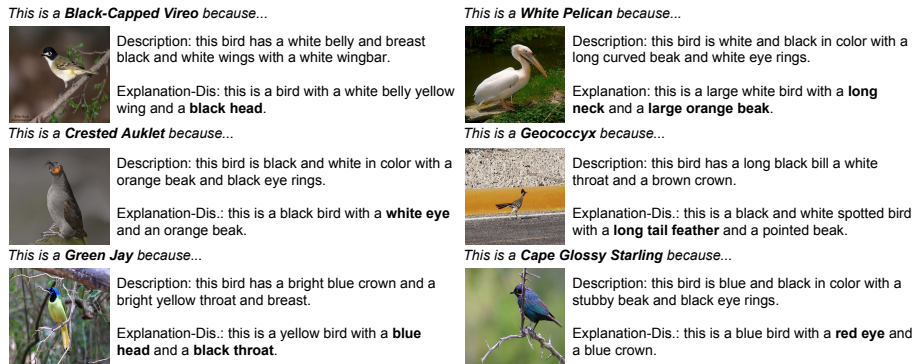 This is a Black-Capped Vireo because...
Description: this bird has a white belly and breast
black and white wings with a white wingbar.
Explanation-Dis: this is a bird with a white belly yellow
wing and a black head.
This is a Crested Auklet because...
Description: this bird is black and white in color with a
orange beak and black eye rings.
Explanation-Dis.: this is a black bird with a white eye
and an orange beak.
This is a Green Jay because...
Description: this bird has a bright blue crown and a
bright yellow throat and breast.
Explanation-Dis.: this is a yellow bird with a blue
head and a black throat.
This is a White Pelican because...
Description: this bird is white and black in color with a
long curved beak and white eye rings.
Explanation: this is a large white bird with a long
neck and a large orange beak.
This is a Geococcyx because...
Description: this bird has a long black bill a white
throat and a brown crown.
Explanation-Dis.: this is a black and white spotted bird
with a long tail feather and a pointed beak.
This is a Cape Glossy Starling because...
Description: this bird is blue and black in color with a
stubby beak and black eye rings.
Explanation-Dis.: this is a blue bird with a red eye and
a blue crown.